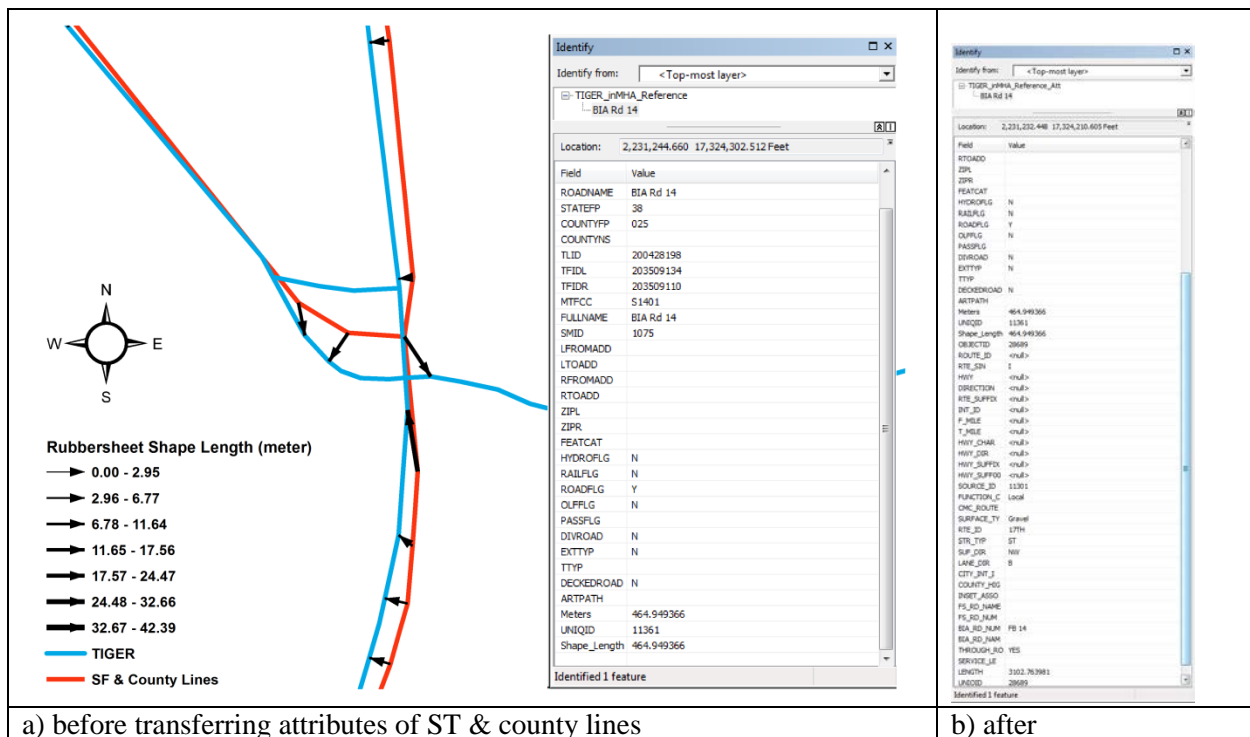 N
W
E
S
Rubbersheet Shape Length (meter)
0.00 - 2.95
2.96 - 6.77
6.78 - 11.64
11.65 - 17.56
17.57 - 24.47
24.48 - 32.66
32.67 - 42.39
TIGER
SF & County Lines
Identify
Identify from: <Top-most layer>
TIGER_inMHA_Reference
BIA Rd 14
Location: 2,231,244.660 17,324,302.512 Feet
Field Value
ROADNAME BIA Rd 14
STATEFP 38
COUNTYFP 025
COUNTYNS
TLID 200428198
TFIDL 203509134
TFIDR 203509110
MTFCC S1401
FULLNAME BIA Rd 14
SMID 1075
LFROMADD
LTOADD
RFROMADD
RTOADD
ZIPL
ZIPR
FEATCAT
HYDROFLG N
RAILFLG N
ROADFLG Y
OLFFLG N
PASSFLG
DIVROAD N
EXTTYP N
TTYP
DECKEDROAD N
ARTPATH
Meters 464.949366
UNIQID 11361
Shape_Length 464.949366
Identified 1 feature
a) before transferring attributes of ST & county lines
Identify
Identify from: <Top-most layer>
TIGER_inMHA_Reference_Att
BIA Rd 14
Location: 2,231,232.448 17,324,210.605 Feet
Field Value
RTOADD
ZIPL
ZIPR
FEATCAT
HYDROFLG N
RAILFLG N
ROADFLG Y
OLFFLG N
PASSFLG
DIVROAD N
EXTTYP N
TTYP
DECKEDROAD N
ARTPATH
Meters 464.949366
UNIQID 11361
Shape_Length 464.949366
OBJECTID 28689
ROUTE_ID <null>
RTE_SIN I
HWY <null>
DIRECTION <null>
RTE_SUFFIX <null>
INT_ID <null>
F_MILE <null>
T_MILE <null>
HWY_CHAR <null>
HWY_DIR <null>
HWY_SUFFIX <null>
HWY_SUFF00 <null>
SOURCE_ID 11301
FUNCTION_C Local
CMC_ROUTE
SURFACE_TY Gravel
RTE_ID 17TH
STR_TYP ST
SUP_DIR NW
LANE_DIR B
CITY_INT_I
COUNTY_HIG
INSET_ASSO
FS_RD_NAME
FS_RD_NUM
BIA_RD_NUM FB 14
BIA_RD_NAM
THROUGH_RO YES
SERVICE_LE
LENGTH 3102.763981
UNIQID 28689
Identified 1 feature
b) after